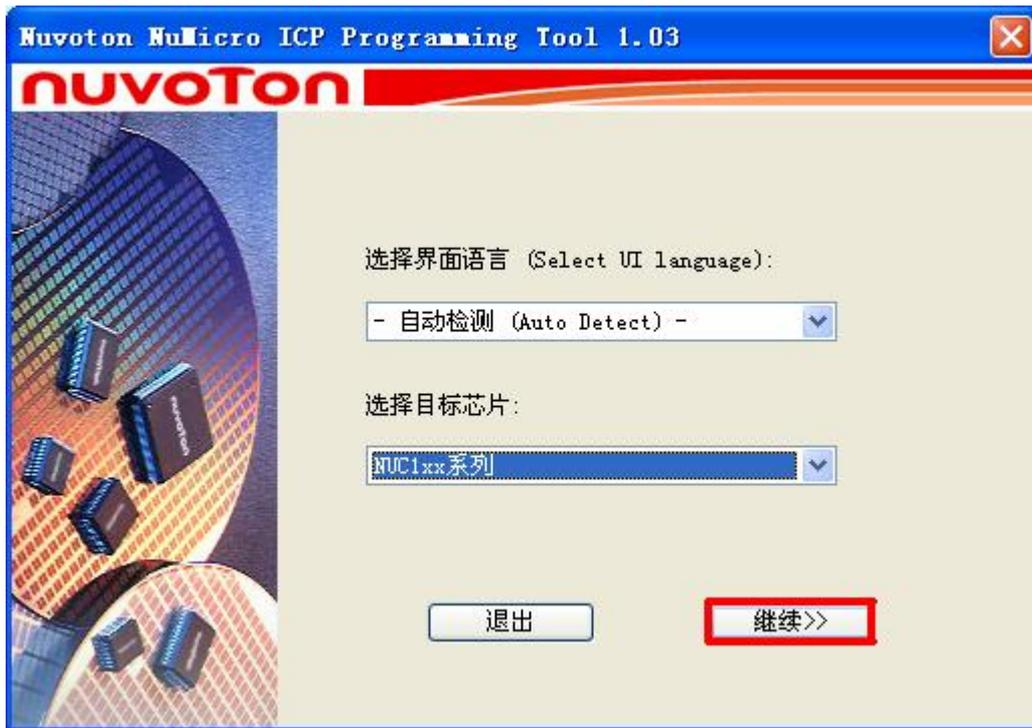 Nuvoton NuMicro ICP Programming Tool 1.03
nuvoTon
选择界面语言 (Select UI language):
- 自动检测 (Auto Detect) -
选择目标芯片:
NUC1xx系列
nuvoton
退出
继续>>